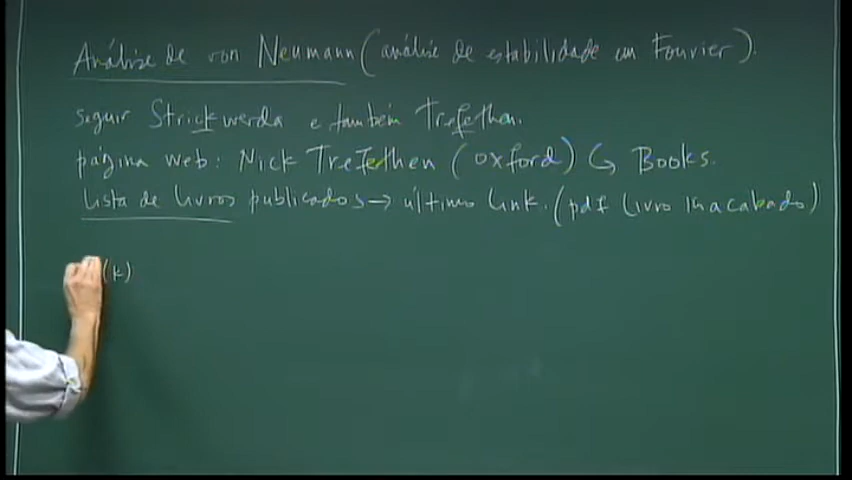 Análise de von Neumann (análise de estabilidade em Fourier).
seguir Strickwerda e também Trefethen.
página web: Nick Trefethen (Oxford) ↳ Books.
lista de livros publicados → último link. (pdf livro inacabado)
(k)